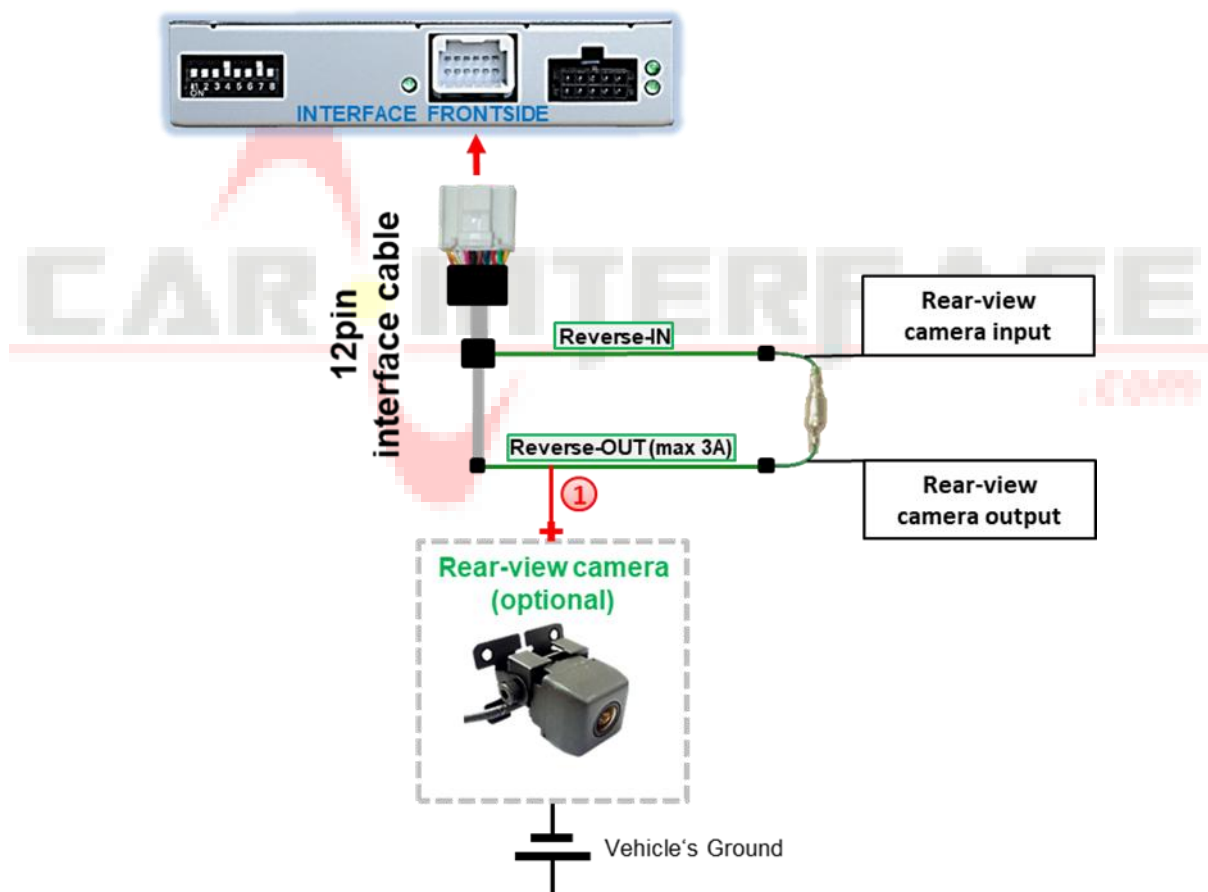 1 2 3 4 5 6 7 8
ON
INTERFACE FRONTSIDE
12pin
interface cable
CAR INTERFACE
.com
Reverse-IN
Rear-view
camera input
Reverse-OUT (max 3A)
Rear-view
camera output
1
+
Rear-view camera
(optional)
Vehicle‘s Ground